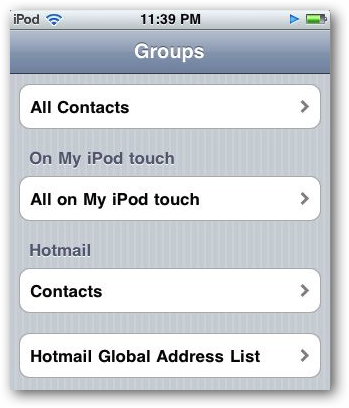 iPod 11:39 PM
Groups
All Contacts
On My iPod touch
All on My iPod touch
Hotmail
Contacts
Hotmail Global Address List